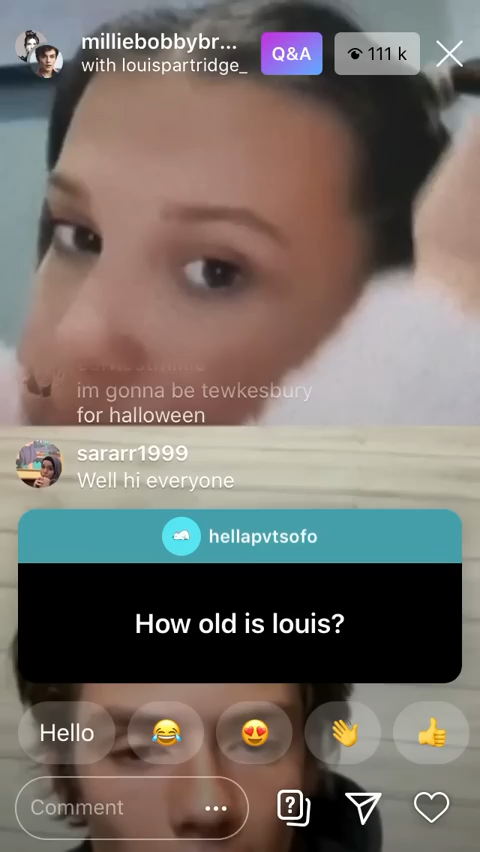 milliebobbybr...
with louispartridge_
Q&A
111 k
im gonna be tewkesbury
for halloween
sararr1999
Well hi everyone
hellapvtsofo
How old is louis?
Hello
Comment